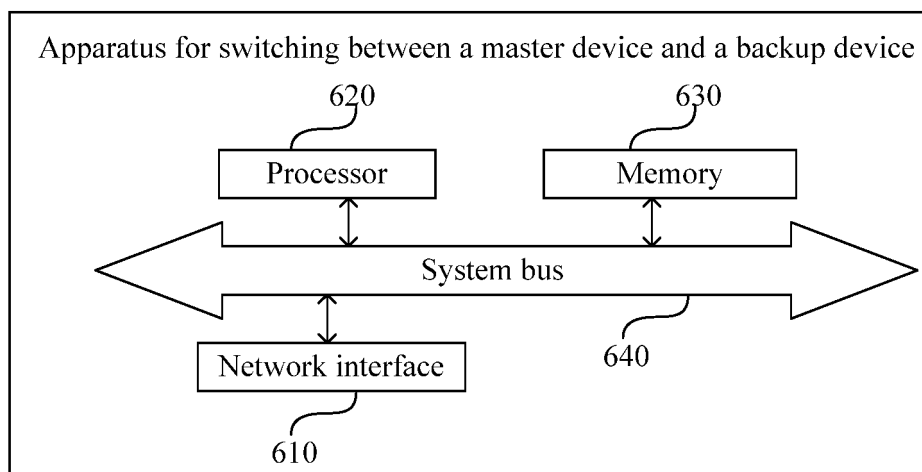 Apparatus for switching between a master device and a backup device
620
630
Processor
Memory
System bus
Network interface
640
610